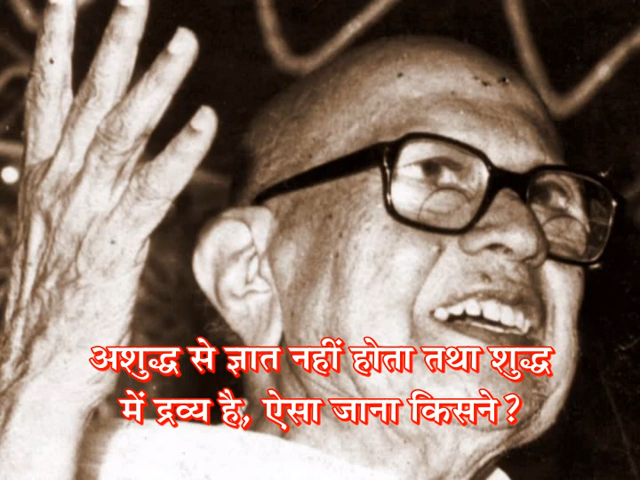 अशुद्ध से ज्ञात नहीं होता तथा शुद्ध
में द्रव्य है, ऐसा जाना किसने?